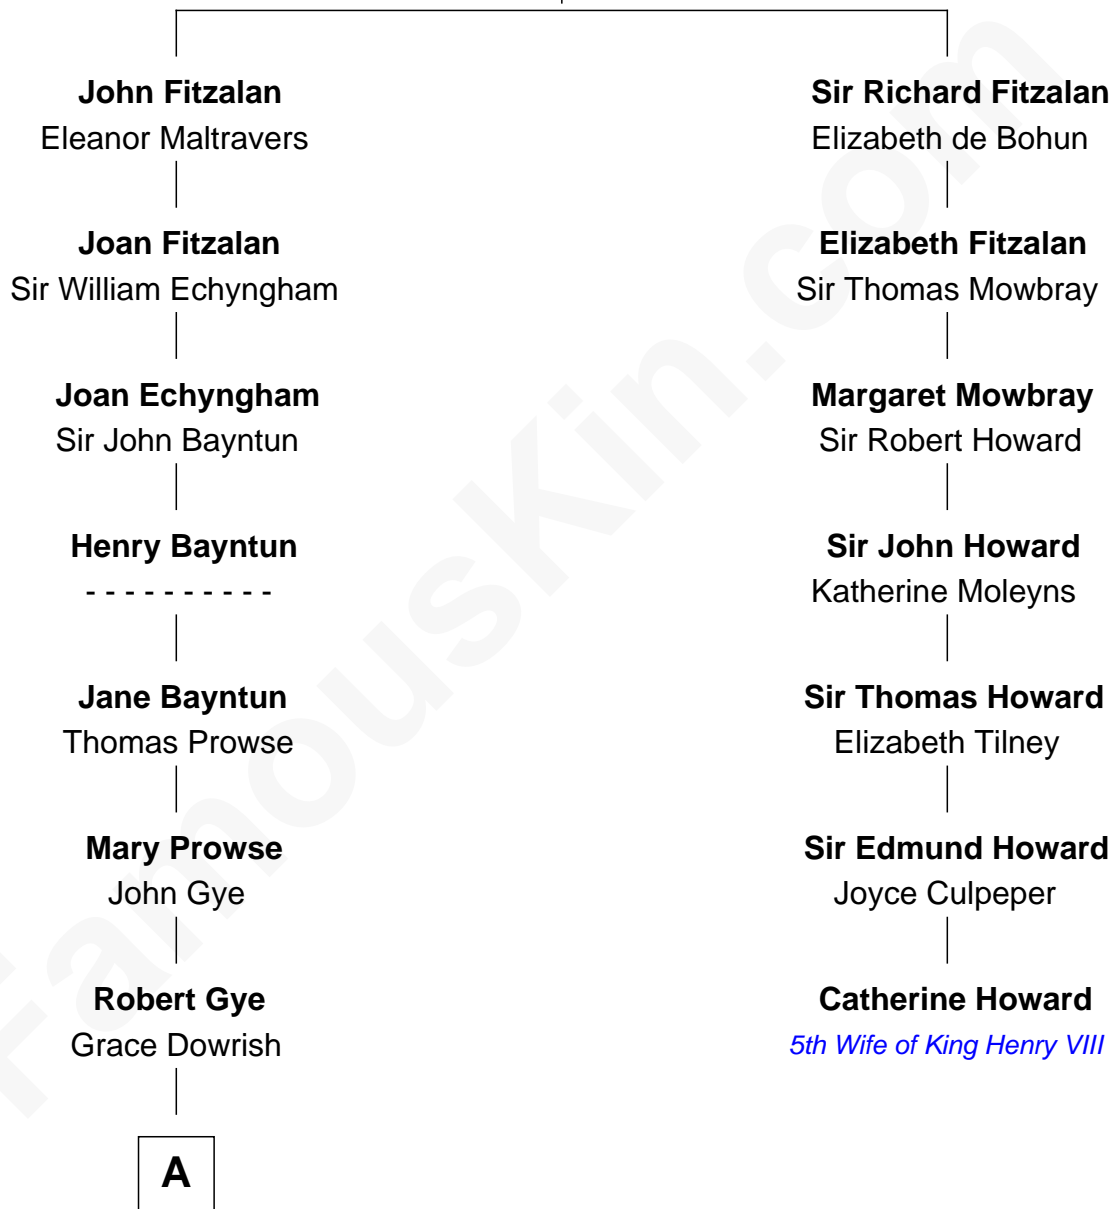 John Fitzalan
Eleanor Maltravers
Joan Fitzalan
Sir William Echyngham
Joan Echyngham
Sir John Bayntun
Henry Bayntun
- - - - - - - - - -
Jane Bayntun
Thomas Prowse
Mary Prowse
John Gye
Robert Gye
Grace Dowrish
A
Sir Richard Fitzalan
Elizabeth de Bohun
Elizabeth Fitzalan
Sir Thomas Mowbray
Margaret Mowbray
Sir Robert Howard
Sir John Howard
Katherine Moleyns
Sir Thomas Howard
Elizabeth Tilney
Sir Edmund Howard
Joyce Culpeper
Catherine Howard
5th Wife of King Henry VIII
FamousKin.com